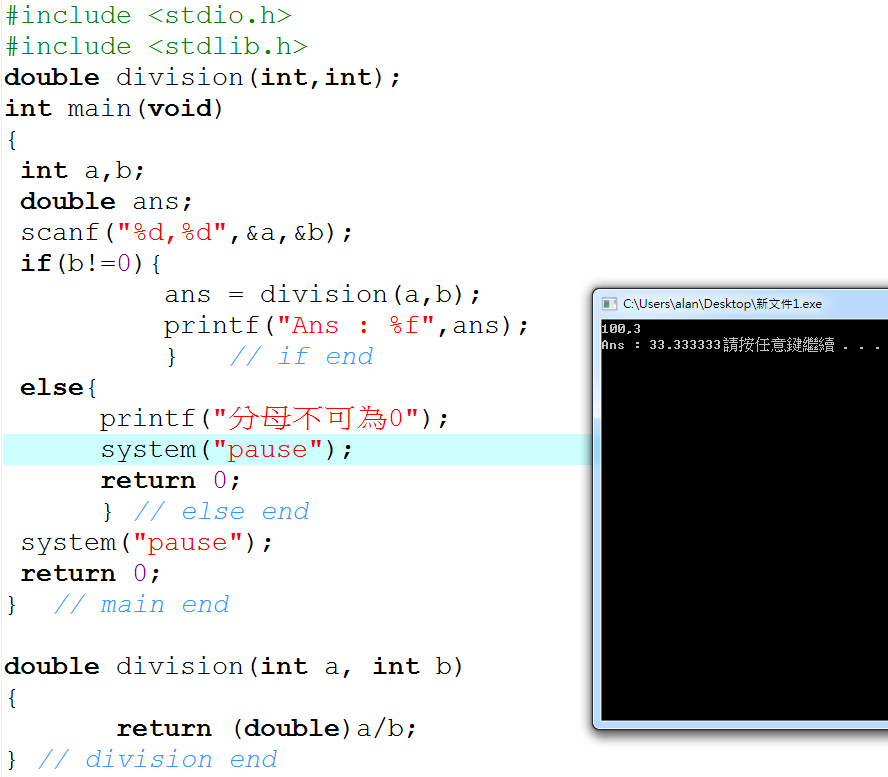 #include <stdio.h>
#include <stdlib.h>
double division(int,int);
int main(void)
{
int a,b;
double ans;
scanf("%d,%d",&a,&b);
if(b!=0){
ans = division(a,b);
printf("Ans : %f",ans);
} // if end
else{
printf("分母不可為0");
system("pause");
return 0;
} // else end
system("pause");
return 0;
} // main end
double division(int a, int b)
{
return (double)a/b;
} // division end
C:\Users\alan\Desktop\新文件1.exe
100,3
Ans : 33.333333請按任意鍵繼續 . . .